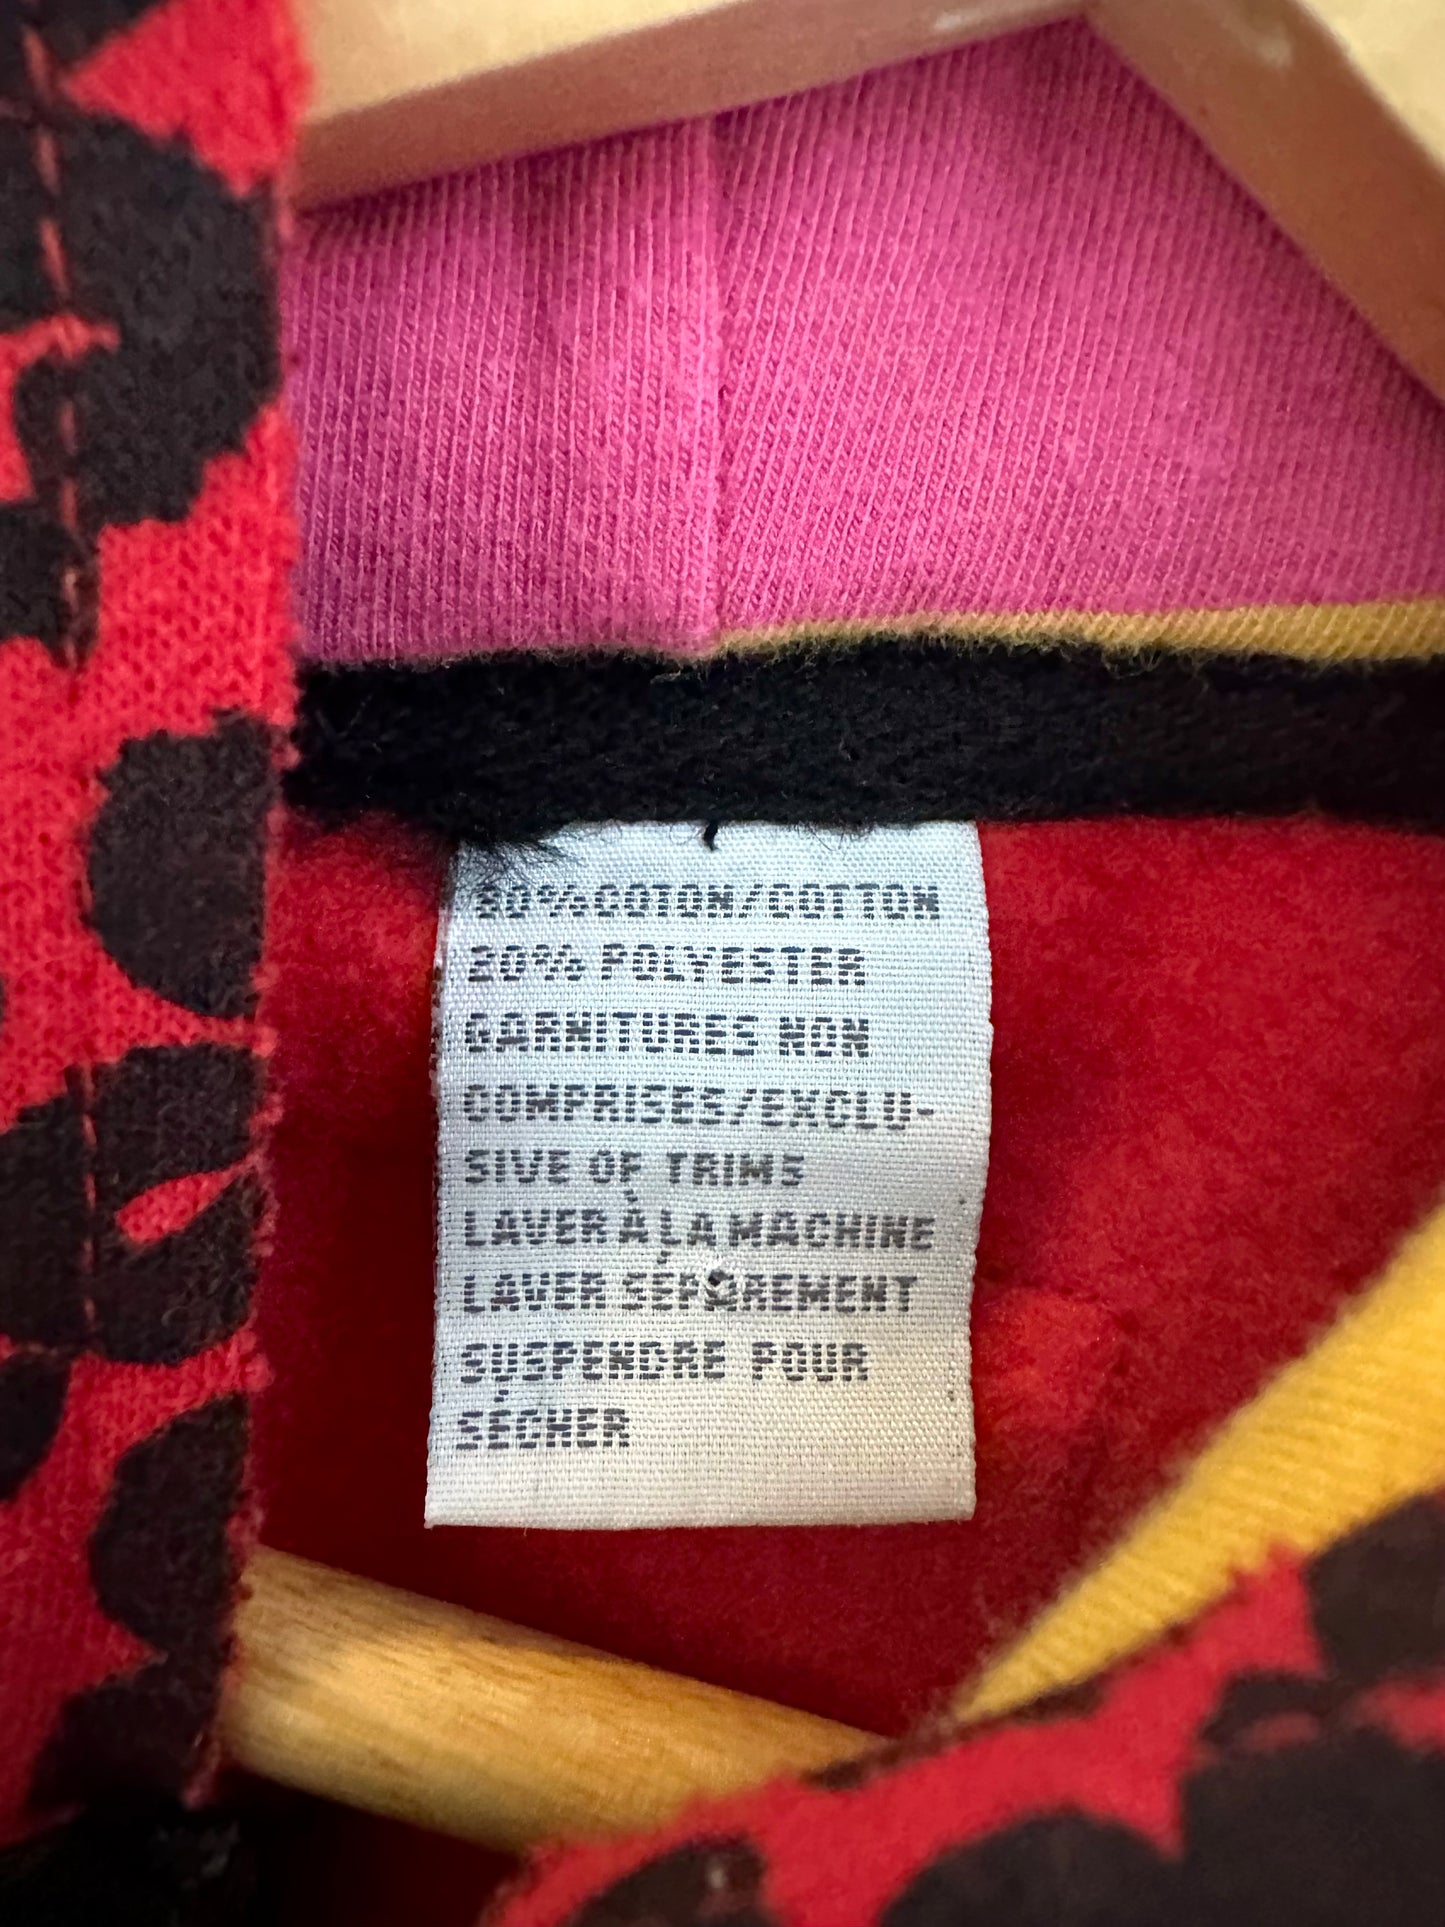 80% COTON/COTTON
20% POLYESTER
GARNITURES NON
COMPRISES/EXCLU-
SIVE OF TRIMS
LAVER À LA MACHINE
LAVER SÉPAREMENT
SUSPENDRE POUR
SÉCHER